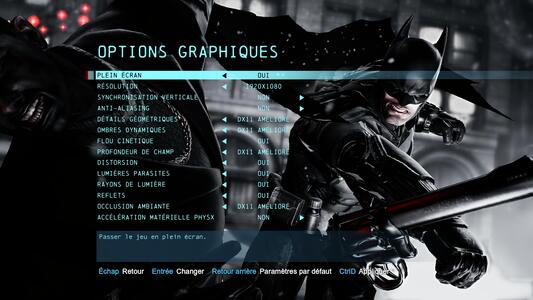 OPTIONS GRAPHIQUES
PLEIN ÉCRAN OUI
RÉSOLUTION 1920X1080
SYNCHRONISATION VERTICALE NON
ANTI-ALIASING NON
DÉTAILS GÉOMÉTRIQUES DX11 AMÉLIORÉ
OMBRES DYNAMIQUES DX11 AMÉLIORÉ
FLOU CINÉTIQUE OUI
PROFONDEUR DE CHAMP DX11 AMÉLIORÉ
DISTORSION OUI
LUMIÈRES PARASITES OUI
RAYONS DE LUMIÈRE OUI
REFLETS OUI
OCCLUSION AMBIANTE DX11 AMÉLIORÉ
ACCÉLÉRATION MATÉRIELLE PHYSX NON
Passer le jeu en plein écran.
Échap Retour Entrée Changer Retour arrière Paramètres par défaut CtrlD Appliquer